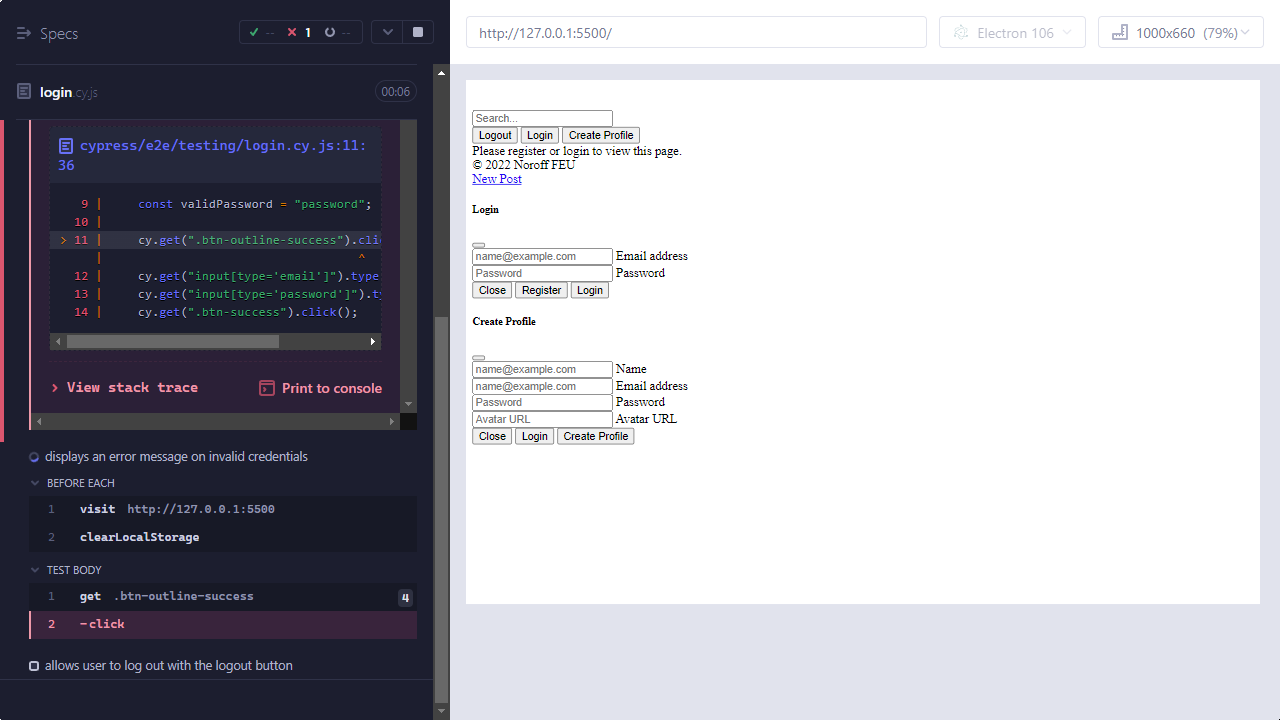 Specs
-- 1 --
login.cy.js 00:06
cypress/e2e/testing/login.cy.js:11:
36
9 | const validPassword = "password";
10 |
> 11 | cy.get(".btn-outline-success").clic
| ^
12 | cy.get("input[type='email']").type
13 | cy.get("input[type='password']").ty
14 | cy.get(".btn-success").click();
View stack trace Print to console
displays an error message on invalid credentials
BEFORE EACH
1 visit http://127.0.0.1:5500
2 clearLocalStorage
TEST BODY
1 get .btn-outline-success 4
2 -click
allows user to log out with the logout button
http://127.0.0.1:5500/ Electron 106 1000x660 (79%)
Search...
Logout Login Create Profile
Please register or login to view this page.
© 2022 Noroff FEU
New Post
Login
name@example.com Email address
Password Password
Close Register Login
Create Profile
name@example.com Name
name@example.com Email address
Password Password
Avatar URL Avatar URL
Close Login Create Profile